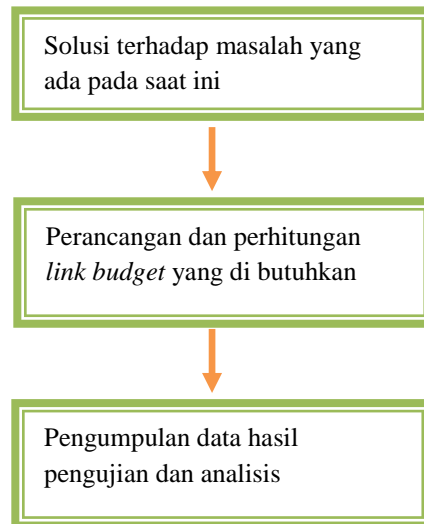 Solusi terhadap masalah yang
ada pada saat ini
Perancangan dan perhitungan
link budget yang di butuhkan
Pengumpulan data hasil
pengujian dan analisis